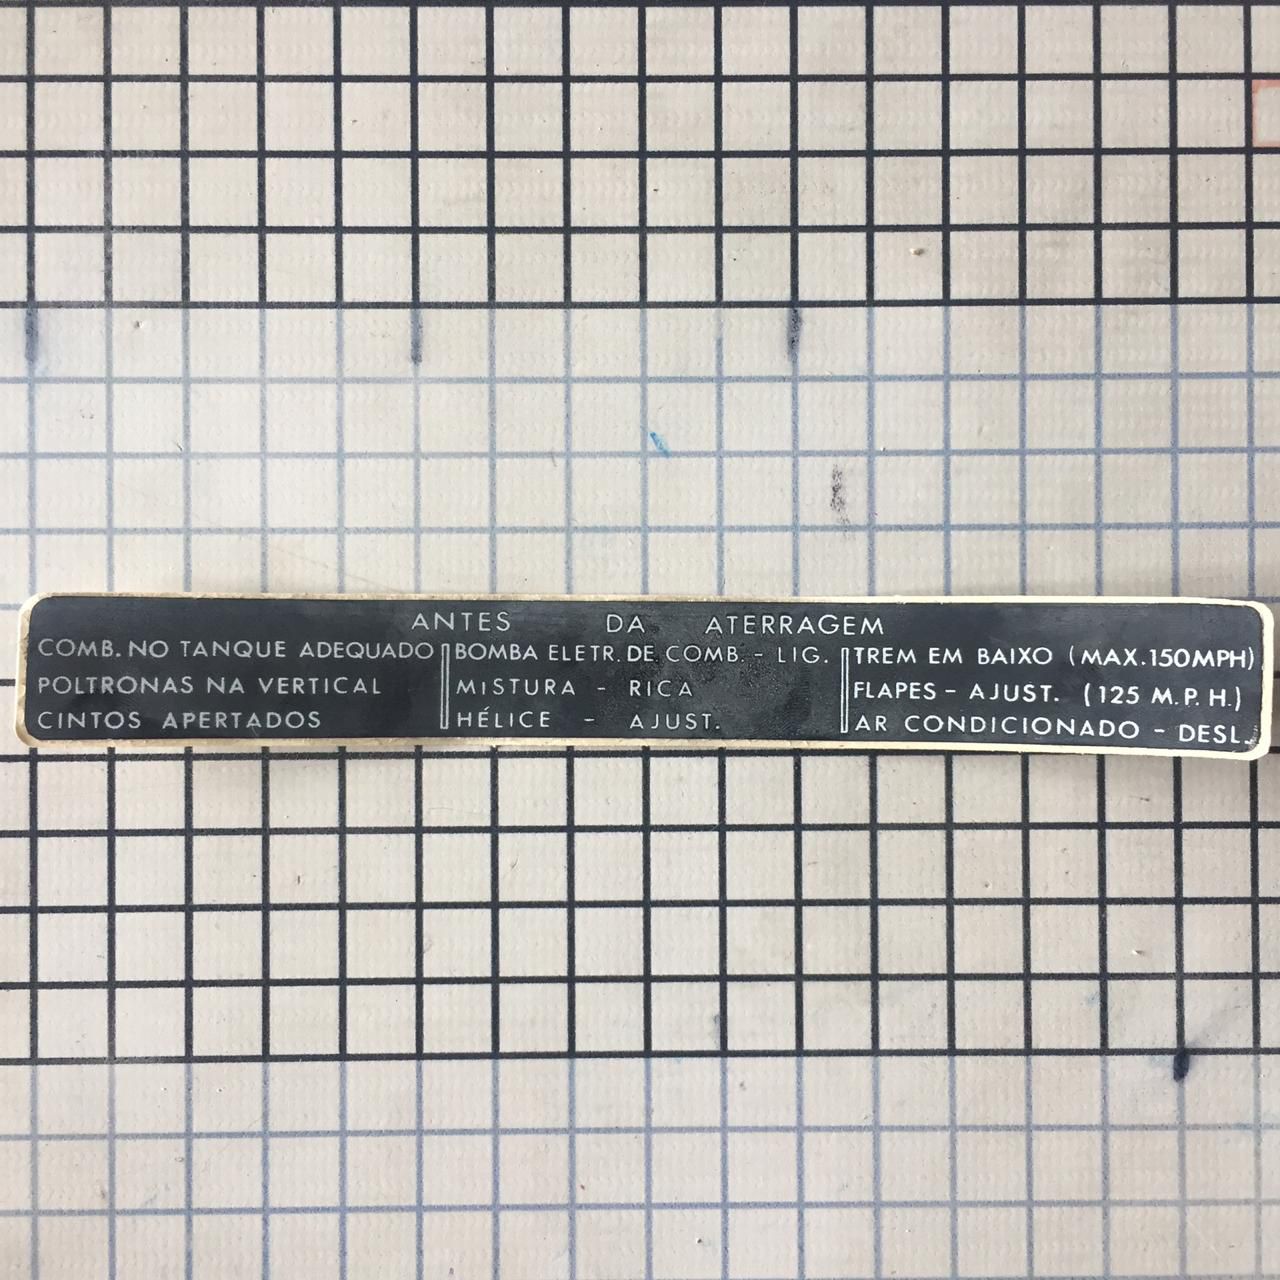 ANTES DA ATERRAGEM
COMB. NO TANQUE ADEQUADO
POLTRONAS NA VERTICAL
CINTOS APERTADOS
BOMBA ELETR. DE COMB. - LIG.
MISTURA - RICA
HÉLICE - AJUST.
TREM EM BAIXO (MAX.150MPH)
FLAPES - AJUST. (125 M.P.H.)
AR CONDICIONADO - DESL.